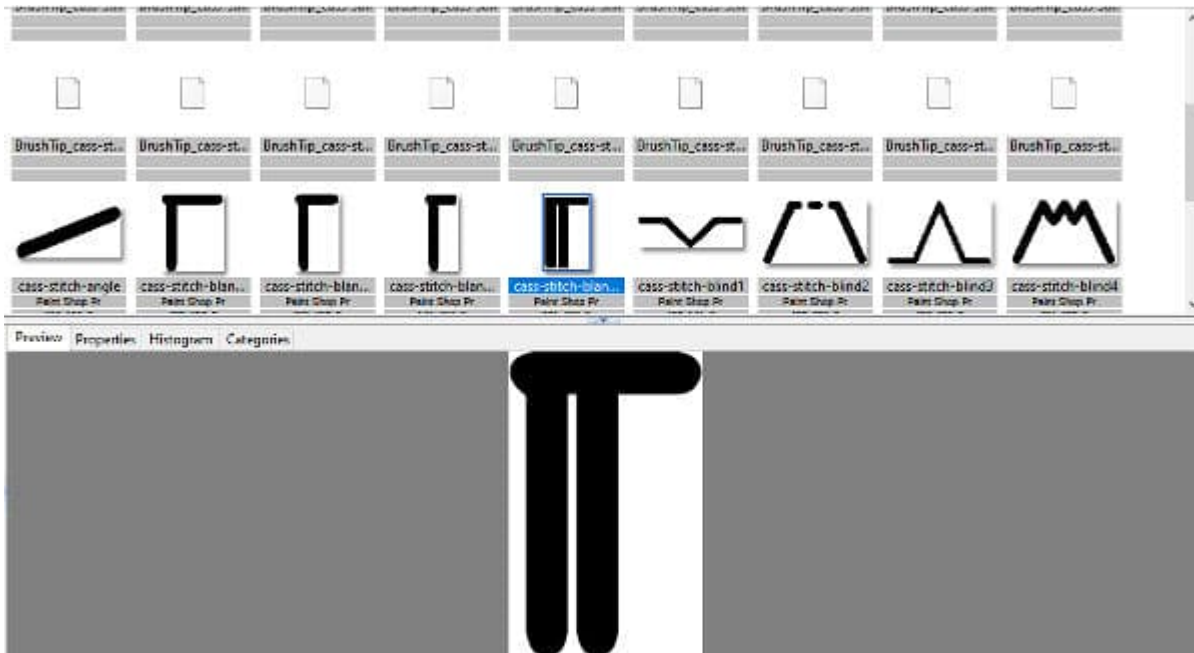 BrushTip_cass-st... BrushTip_cass-st... BrushTip_cass-st... BrushTip_cass-st... BrushTip_cass-st... BrushTip_cass-st... BrushTip_cass-st... BrushTip_cass-st... BrushTip_cass-st...
cass-stitch-angle cass-stitch-blan... cass-stitch-blan... cass-stitch-blan... cass-stitch-blan... cass-stitch-blind1 cass-stitch-blind2 cass-stitch-blind3 cass-stitch-blind4
Paint Shop Pr Paint Shop Pr Paint Shop Pr Paint Shop Pr Paint Shop Pr Paint Shop Pr Paint Shop Pr Paint Shop Pr Paint Shop Pr
Preview Properties Histogram Categories